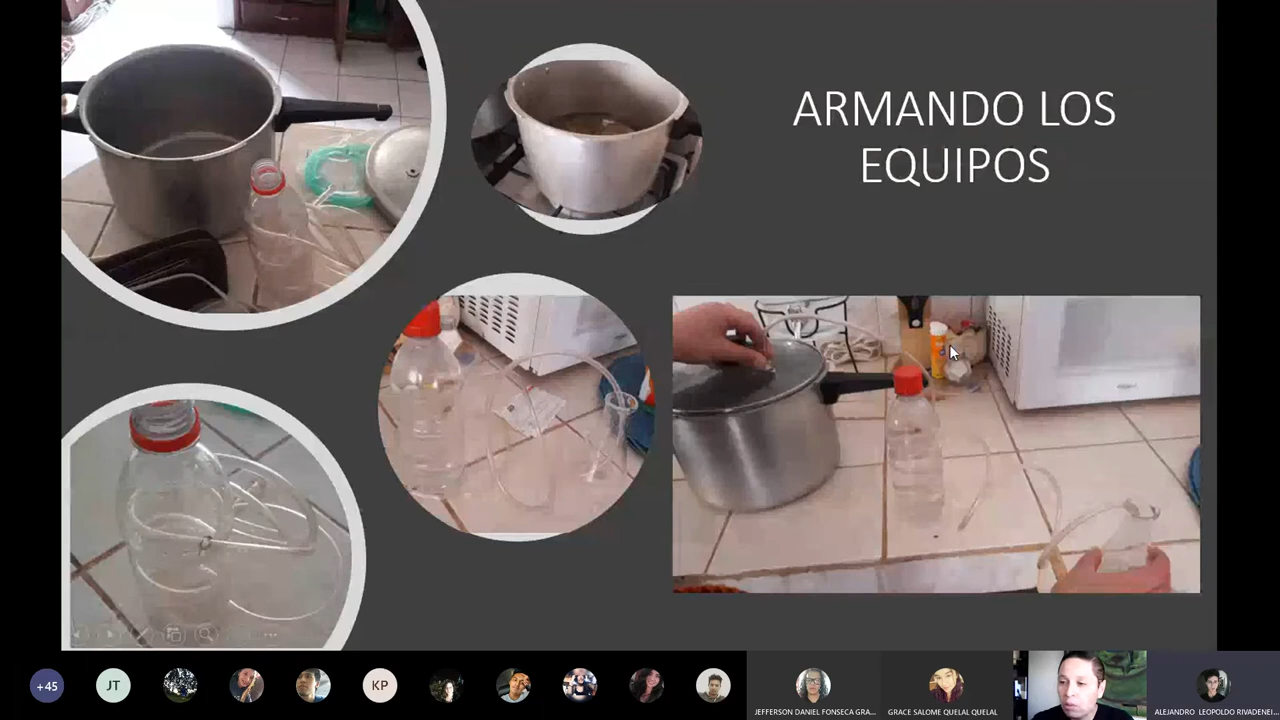 ARMANDO LOS
EQUIPOS
+45
JT
KP
JEFFERSON DANIEL FONSECA GRA...
GRACE SALOME QUELAL QUELAL
ALEJANDRO LEOPOLDO RIVADENEI...